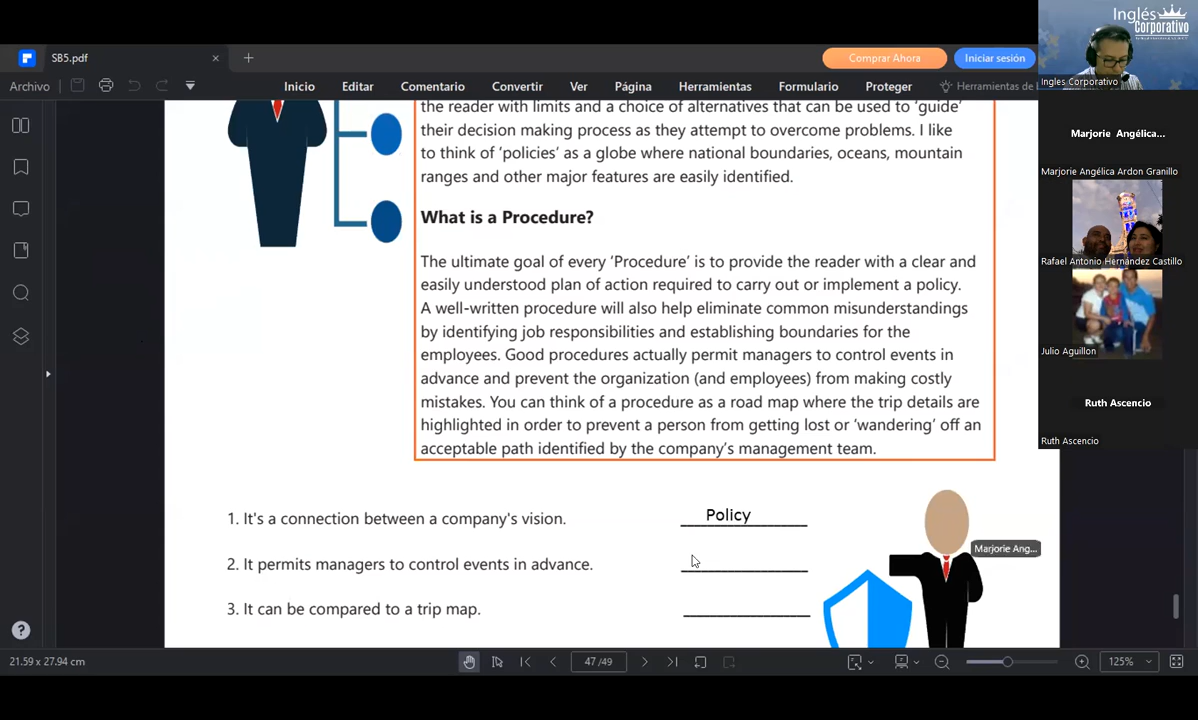 Inglés
Corporativo
SB5.pdf
Comprar Ahora
Iniciar sesión
Ingles Corporativo
Archivo
Inicio
Editar
Comentario
Convertir
Ver
Página
Herramientas
Formulario
Proteger
Herramientas de
the reader with limits and a choice of alternatives that can be used to 'guide'
their decision making process as they attempt to overcome problems. I like
to think of 'policies' as a globe where national boundaries, oceans, mountain
ranges and other major features are easily identified.
What is a Procedure?
The ultimate goal of every 'Procedure' is to provide the reader with a clear and
easily understood plan of action required to carry out or implement a policy.
A well-written procedure will also help eliminate common misunderstandings
by identifying job responsibilities and establishing boundaries for the
employees. Good procedures actually permit managers to control events in
advance and prevent the organization (and employees) from making costly
mistakes. You can think of a procedure as a road map where the trip details are
highlighted in order to prevent a person from getting lost or 'wandering' off an
acceptable path identified by the company's management team.
1. It's a connection between a company's vision. Policy
2. It permits managers to control events in advance.
3. It can be compared to a trip map.
Marjorie Ang...
Marjorie Angélica...
Marjorie Angélica Ardon Granillo
Rafael Antonio Hernández Castillo
Julio Aguillon
Ruth Ascencio
Ruth Ascencio
21.59 x 27.94 cm
47/49
125%